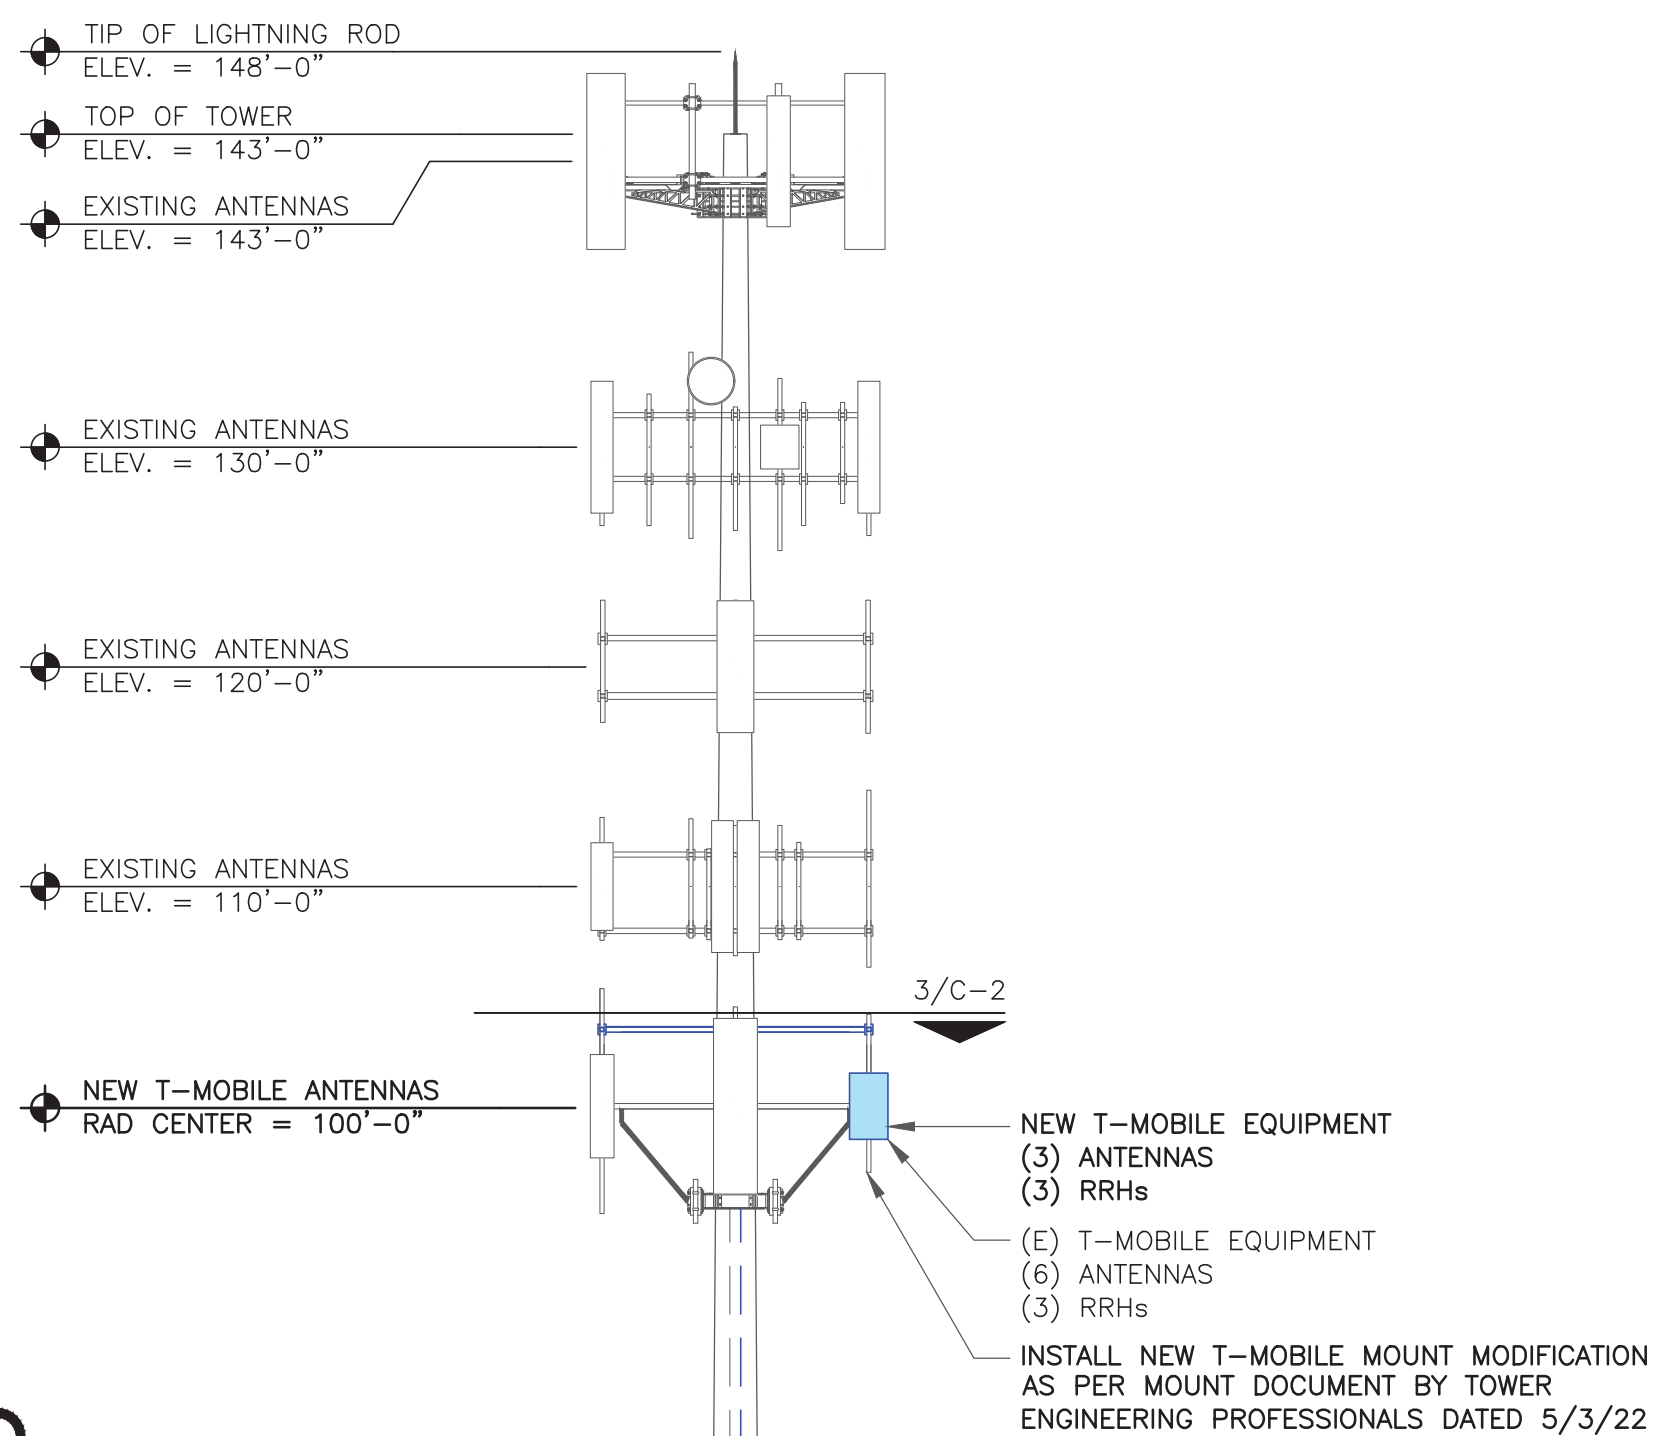 TIP OF LIGHTNING ROD
ELEV. = 148'-0"
TOP OF TOWER
ELEV. = 143'-0"
EXISTING ANTENNAS
ELEV. = 143'-0"
EXISTING ANTENNAS
ELEV. = 130'-0"
EXISTING ANTENNAS
ELEV. = 120'-0"
EXISTING ANTENNAS
ELEV. = 110'-0"
3/C-2
NEW T-MOBILE ANTENNAS
RAD CENTER = 100'-0"
NEW T-MOBILE EQUIPMENT
(3) ANTENNAS
(3) RRHs
(E) T-MOBILE EQUIPMENT
(6) ANTENNAS
(3) RRHs
INSTALL NEW T-MOBILE MOUNT MODIFICATION
AS PER MOUNT DOCUMENT BY TOWER
ENGINEERING PROFESSIONALS DATED 5/3/22